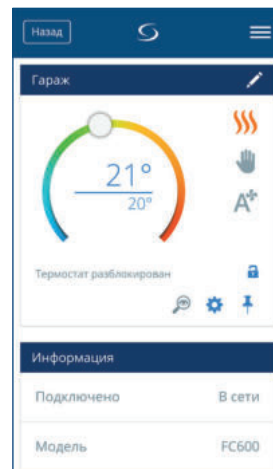 Назад
Гараж
21°
20°
A
Термостат разблокирован
Информация
Подключено В сети
Модель FC600